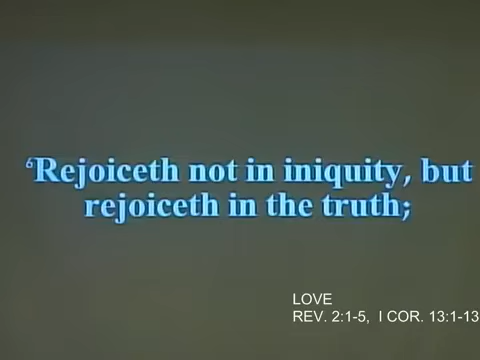 ⁶Rejoiceth not in iniquity, but
rejoiceth in the truth;
LOVE
REV. 2:1-5, I COR. 13:1-13